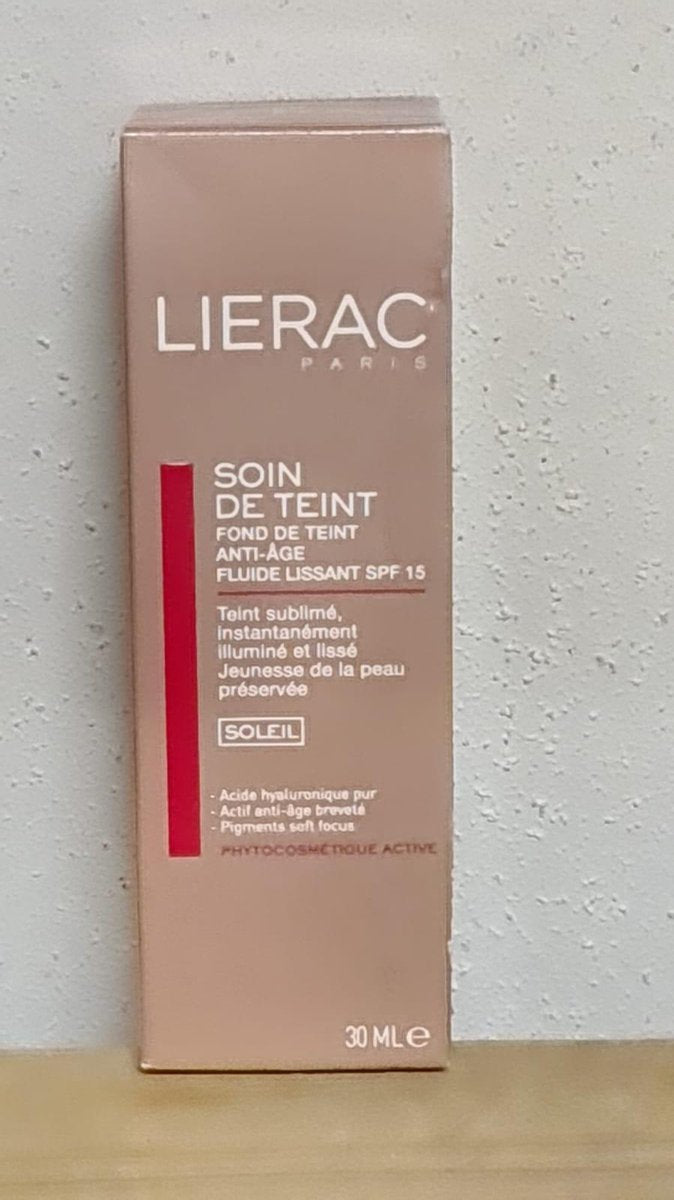 LIERAC
PARIS
SOIN
DE TEINT
FOND DE TEINT
ANTI-ÂGE
FLUIDE LISSANT SPF 15
Teint sublimé,
instantanément
illuminé et lissé
Jeunesse de la peau
préservée
SOLEIL
- Acide hyaluronique pur
- Actif anti-âge breveté
- Pigments soft focus
PHYTOCOSMÉTIQUE ACTIVE
30 ML e